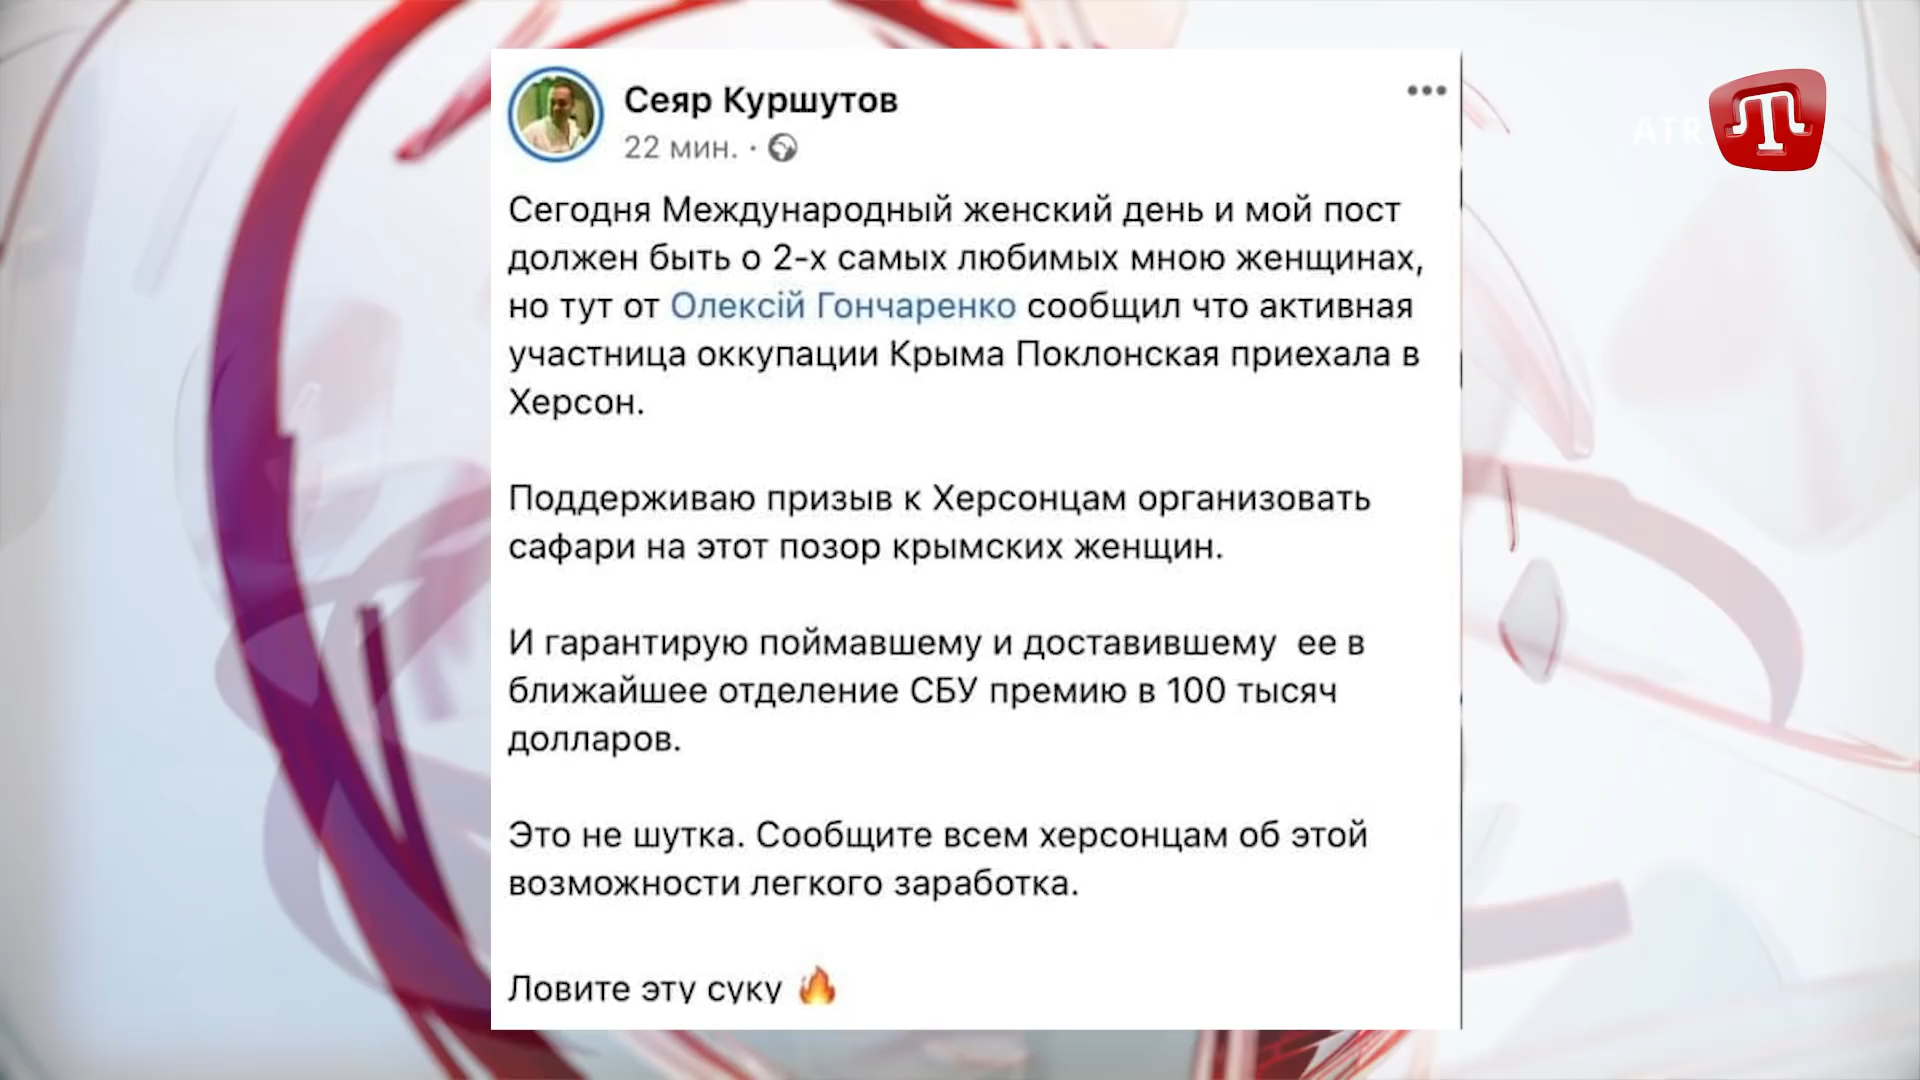 Сеяр Куршутов
22 мин. ·
ATR
Сегодня Международный женский день и мой пост
должен быть о 2-х самых любимых мною женщинах,
но тут от Олексій Гончаренко сообщил что активная
участница оккупации Крыма Поклонская приехала в
Херсон.
Поддерживаю призыв к Херсонцам организовать
сафари на этот позор крымских женщин.
И гарантирую поймавшему и доставившему ее в
ближайшее отделение СБУ премию в 100 тысяч
долларов.
Это не шутка. Сообщите всем херсонцам об этой
возможности легкого заработка.
Ловите эту суку 🔥